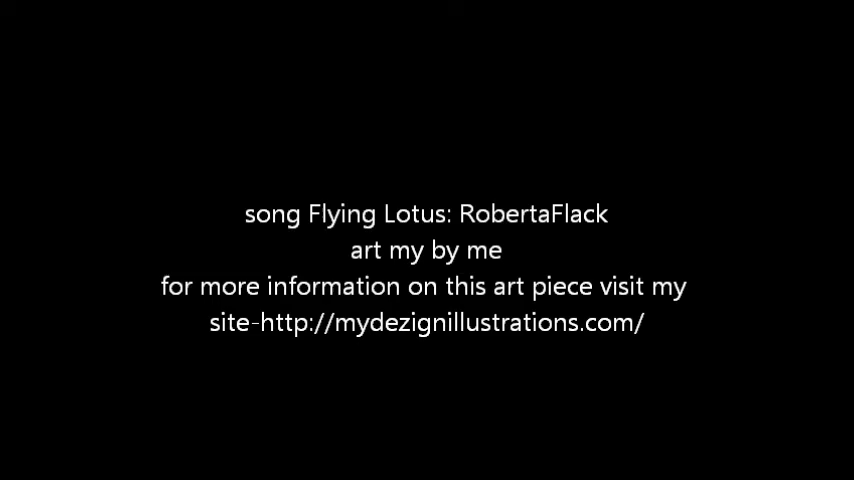 song Flying Lotus: RobertaFlack
art my by me
for more information on this art piece visit my
site-http://mydezignillustrations.com/